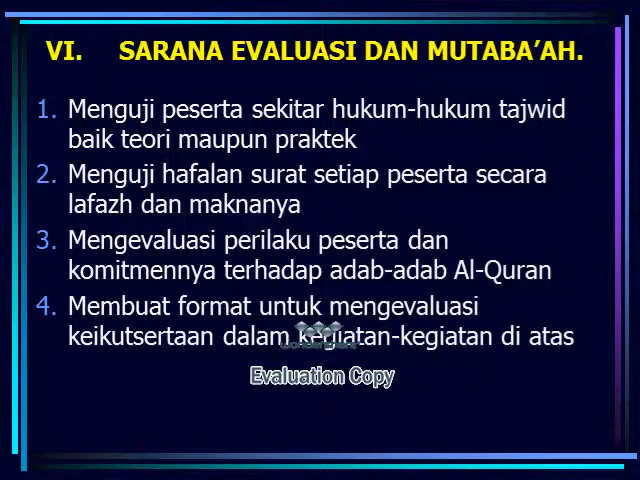 VI. SARANA EVALUASI DAN MUTABA’AH.
1. Menguji peserta sekitar hukum-hukum tajwid
baik teori maupun praktek
2. Menguji hafalan surat setiap peserta secara
lafazh dan maknanya
3. Mengevaluasi perilaku peserta dan
komitmennya terhadap adab-adab Al-Quran
4. Membuat format untuk mengevaluasi
keikutsertaan dalam kegiatan-kegiatan di atas
Evaluation Copy